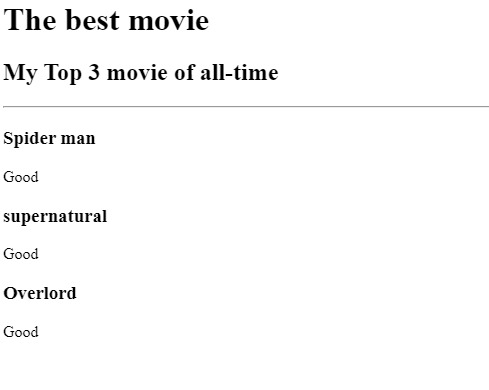 The best movie
My Top 3 movie of all-time
Spider man
Good
supernatural
Good
Overlord
Good